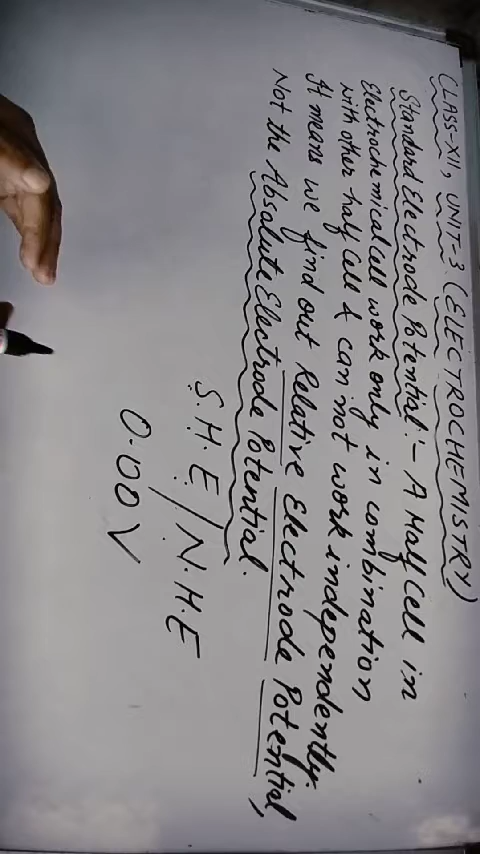 CLASS-XII, UNIT-3 (ELECTROCHEMISTRY)
Standard Electrode Potential:- A Half Cell in
Electrochemical cell work only in combination
with other half cell & can not work independently.
It means we find out Relative Electrode Potential,
Not the Absolute Electrode Potential.
S.H.E / N.H.E
0.00 V